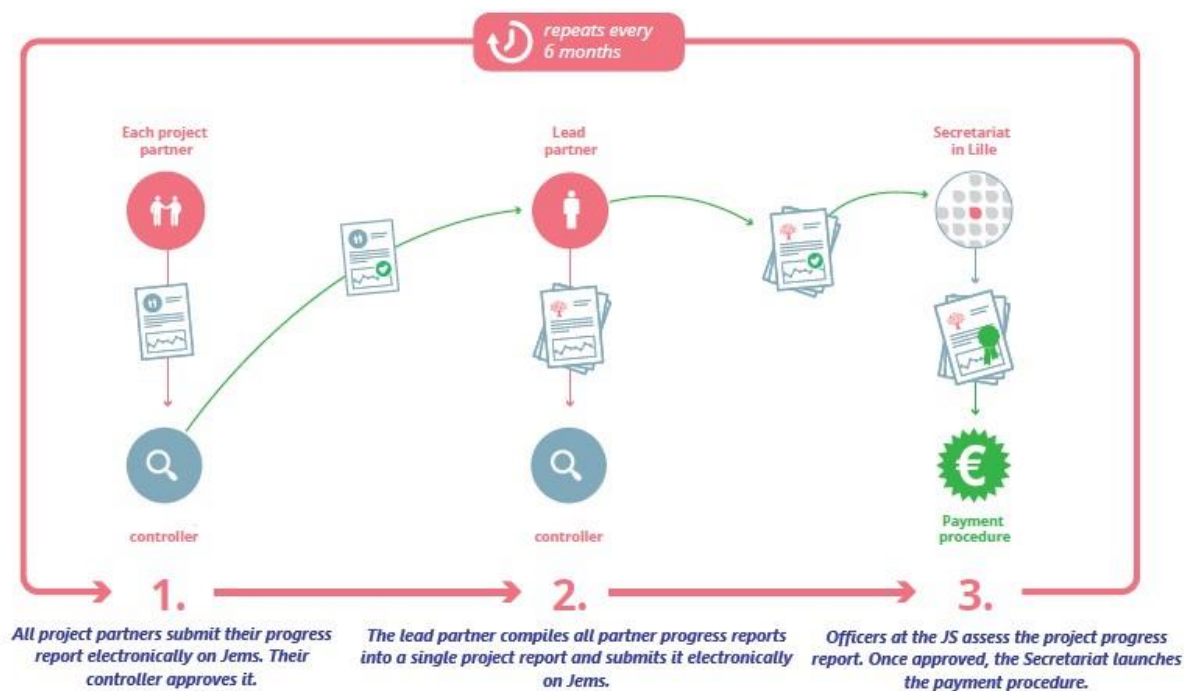 repeats every
6 months
Each project
partner
Lead
partner
Secretariat
in Lille
controller
controller
Payment
procedure
1.
2.
3.
All project partners submit their progress
report electronically on Jems. Their
controller approves it.
The lead partner compiles all partner progress reports
into a single project report and submits it electronically
on Jems.
Officers at the JS assess the project progress
report. Once approved, the Secretariat launches
the payment procedure.